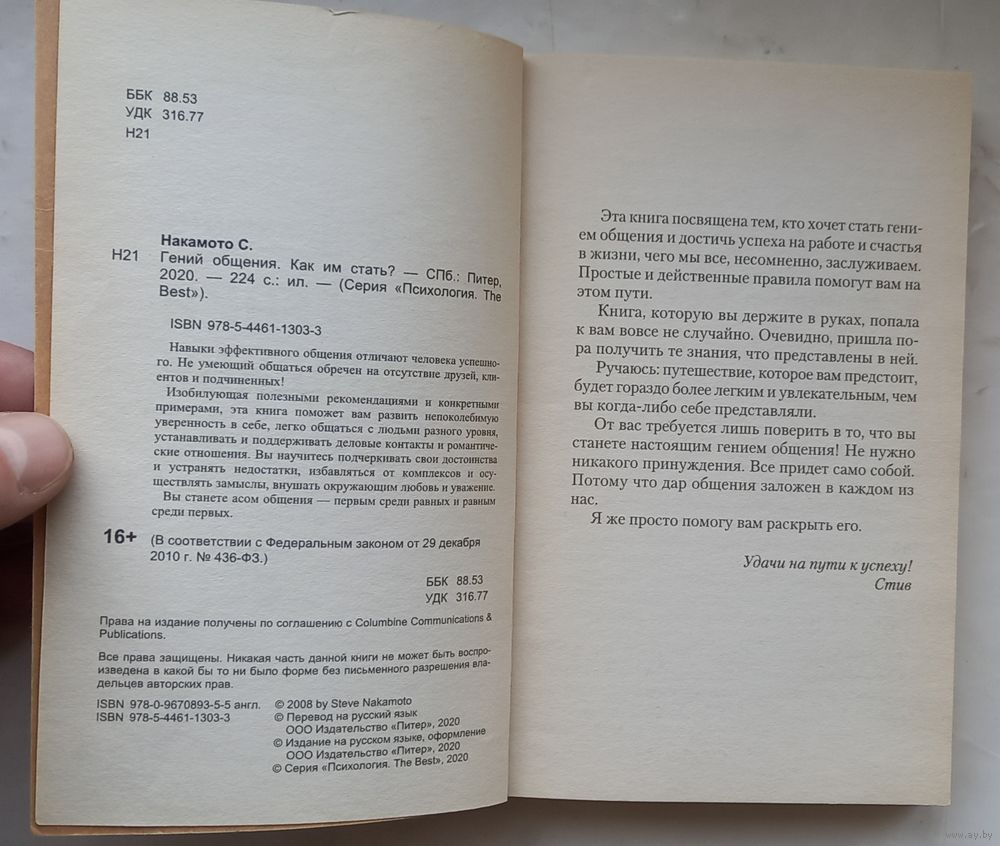 ББК 88.53
УДК 316.77
Н21
Накамото С.
Н21 Гений общения. Как им стать? — СПб.: Питер,
2020. — 224 с.: ил. — (Серия «Психология. The
Best»).
ISBN 978-5-4461-1303-3
Навыки эффективного общения отличают человека успешно-
го. Не умеющий общаться обречен на отсутствие друзей, кли-
ентов и подчиненных!
Изобилующая полезными рекомендациями и конкретными
примерами, эта книга поможет вам развить непоколебимую
уверенность в себе, легко общаться с людьми разного уровня,
устанавливать и поддерживать деловые контакты и романтиче-
ские отношения. Вы научитесь подчеркивать свои достоинства
и устранять недостатки, избавляться от комплексов и осу-
ществлять замыслы, внушать окружающим любовь и уважение.
Вы станете асом общения — первым среди равных и равным
среди первых.
16+ (В соответствии с Федеральным законом от 29 декабря
2010 г. № 436-ФЗ.)
ББК 88.53
УДК 316.77
Права на издание получены по соглашению с Columbine Communications &
Publications.
Все права защищены. Никакая часть данной книги не может быть воспро-
изведена в какой бы то ни было форме без письменного разрешения вла-
дельцев авторских прав.
ISBN 978-0-9670893-5-5 англ.
ISBN 978-5-4461-1303-3
© 2008 by Steve Nakamoto
© Перевод на русский язык
ООО Издательство «Питер», 2020
© Издание на русском языке, оформление
ООО Издательство «Питер», 2020
© Серия «Психология. The Best», 2020
Эта книга посвящена тем, кто хочет стать гени-
ем общения и достичь успеха на работе и счастья
в жизни, чего мы все, несомненно, заслуживаем.
Простые и действенные правила помогут вам на
этом пути.
Книга, которую вы держите в руках, попала
к вам вовсе не случайно. Очевидно, пришла по-
ра получить те знания, что представлены в ней.
Ручаюсь: путешествие, которое вам предстоит,
будет гораздо более легким и увлекательным, чем
вы когда-либо себе представляли.
От вас требуется лишь поверить в то, что вы
станете настоящим гением общения! Не нужно
никакого принуждения. Все придет само собой.
Потому что дар общения заложен в каждом из
нас.
Я же просто помогу вам раскрыть его.
Удачи на пути к успеху!
Стив
www.ay.by